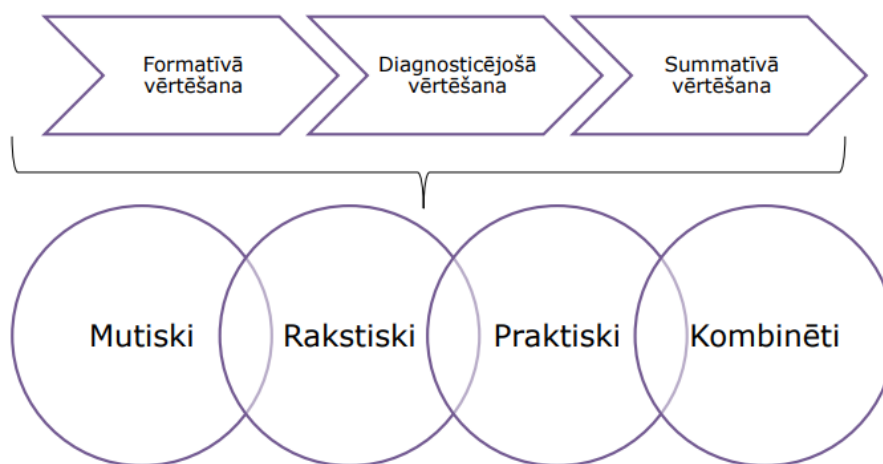 Formatīvā
vērtēšana
Diagnosticējošā
vērtēšana
Summatīvā
vērtēšana
Mutiski
Rakstiski
Praktiski
Kombinēti